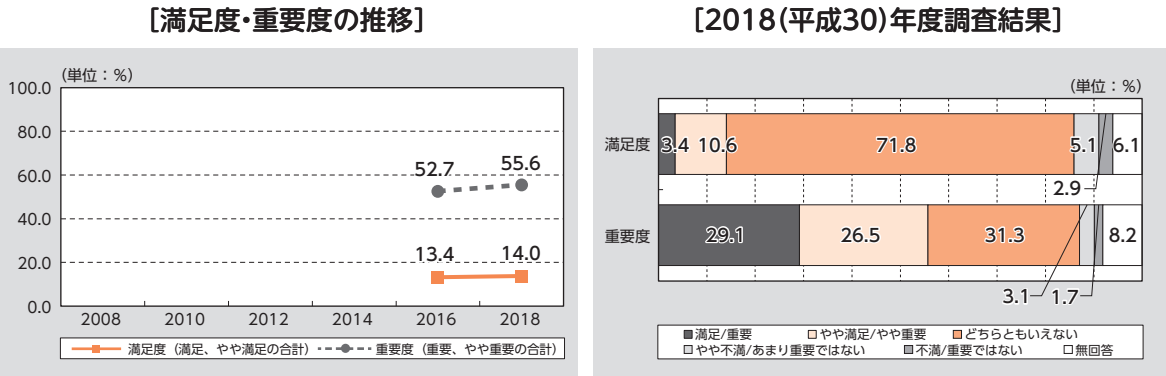 [満足度・重要度の推移]
(単位：%)
100.0
80.0
60.0
40.0
20.0
0.0
52.7
55.6
13.4
14.0
2008 2010 2012 2014 2016 2018
満足度（満足、やや満足の合計） 重要度（重要、やや重要の合計）
[2018(平成30)年度調査結果]
(単位：%)
満足度 3.4 10.6 71.8 5.1 6.1
2.9
重要度 29.1 26.5 31.3 8.2
3.1 1.7
満足/重要 やや満足/やや重要 どちらともいえない
やや不満/あまり重要ではない 不満/重要ではない 無回答